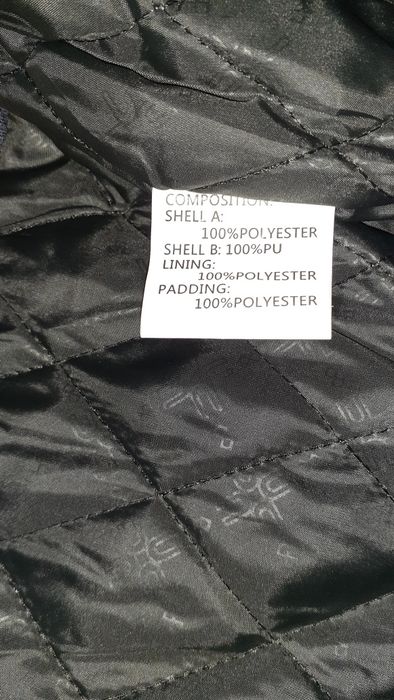 COMPOSITION:
SHELL A:
100%POLYESTER
SHELL B: 100%PU
LINING:
100%POLYESTER
PADDING:
100%POLYESTER